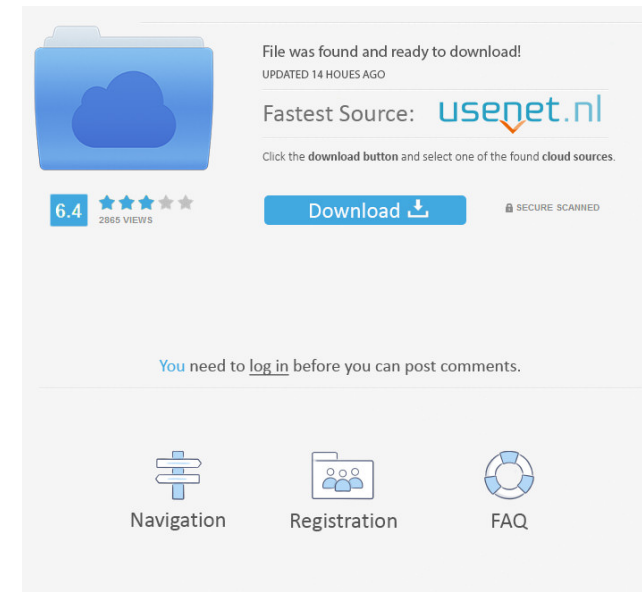 File was found and ready to download!
UPDATED 14 HOUES AGO
Fastest Source: usenet.nl
Click the download button and select one of the found cloud sources.
6.4
2865 VIEWS
Download
SECURE SCANNED
You need to log in before you can post comments.
Navigation
Registration
FAQ